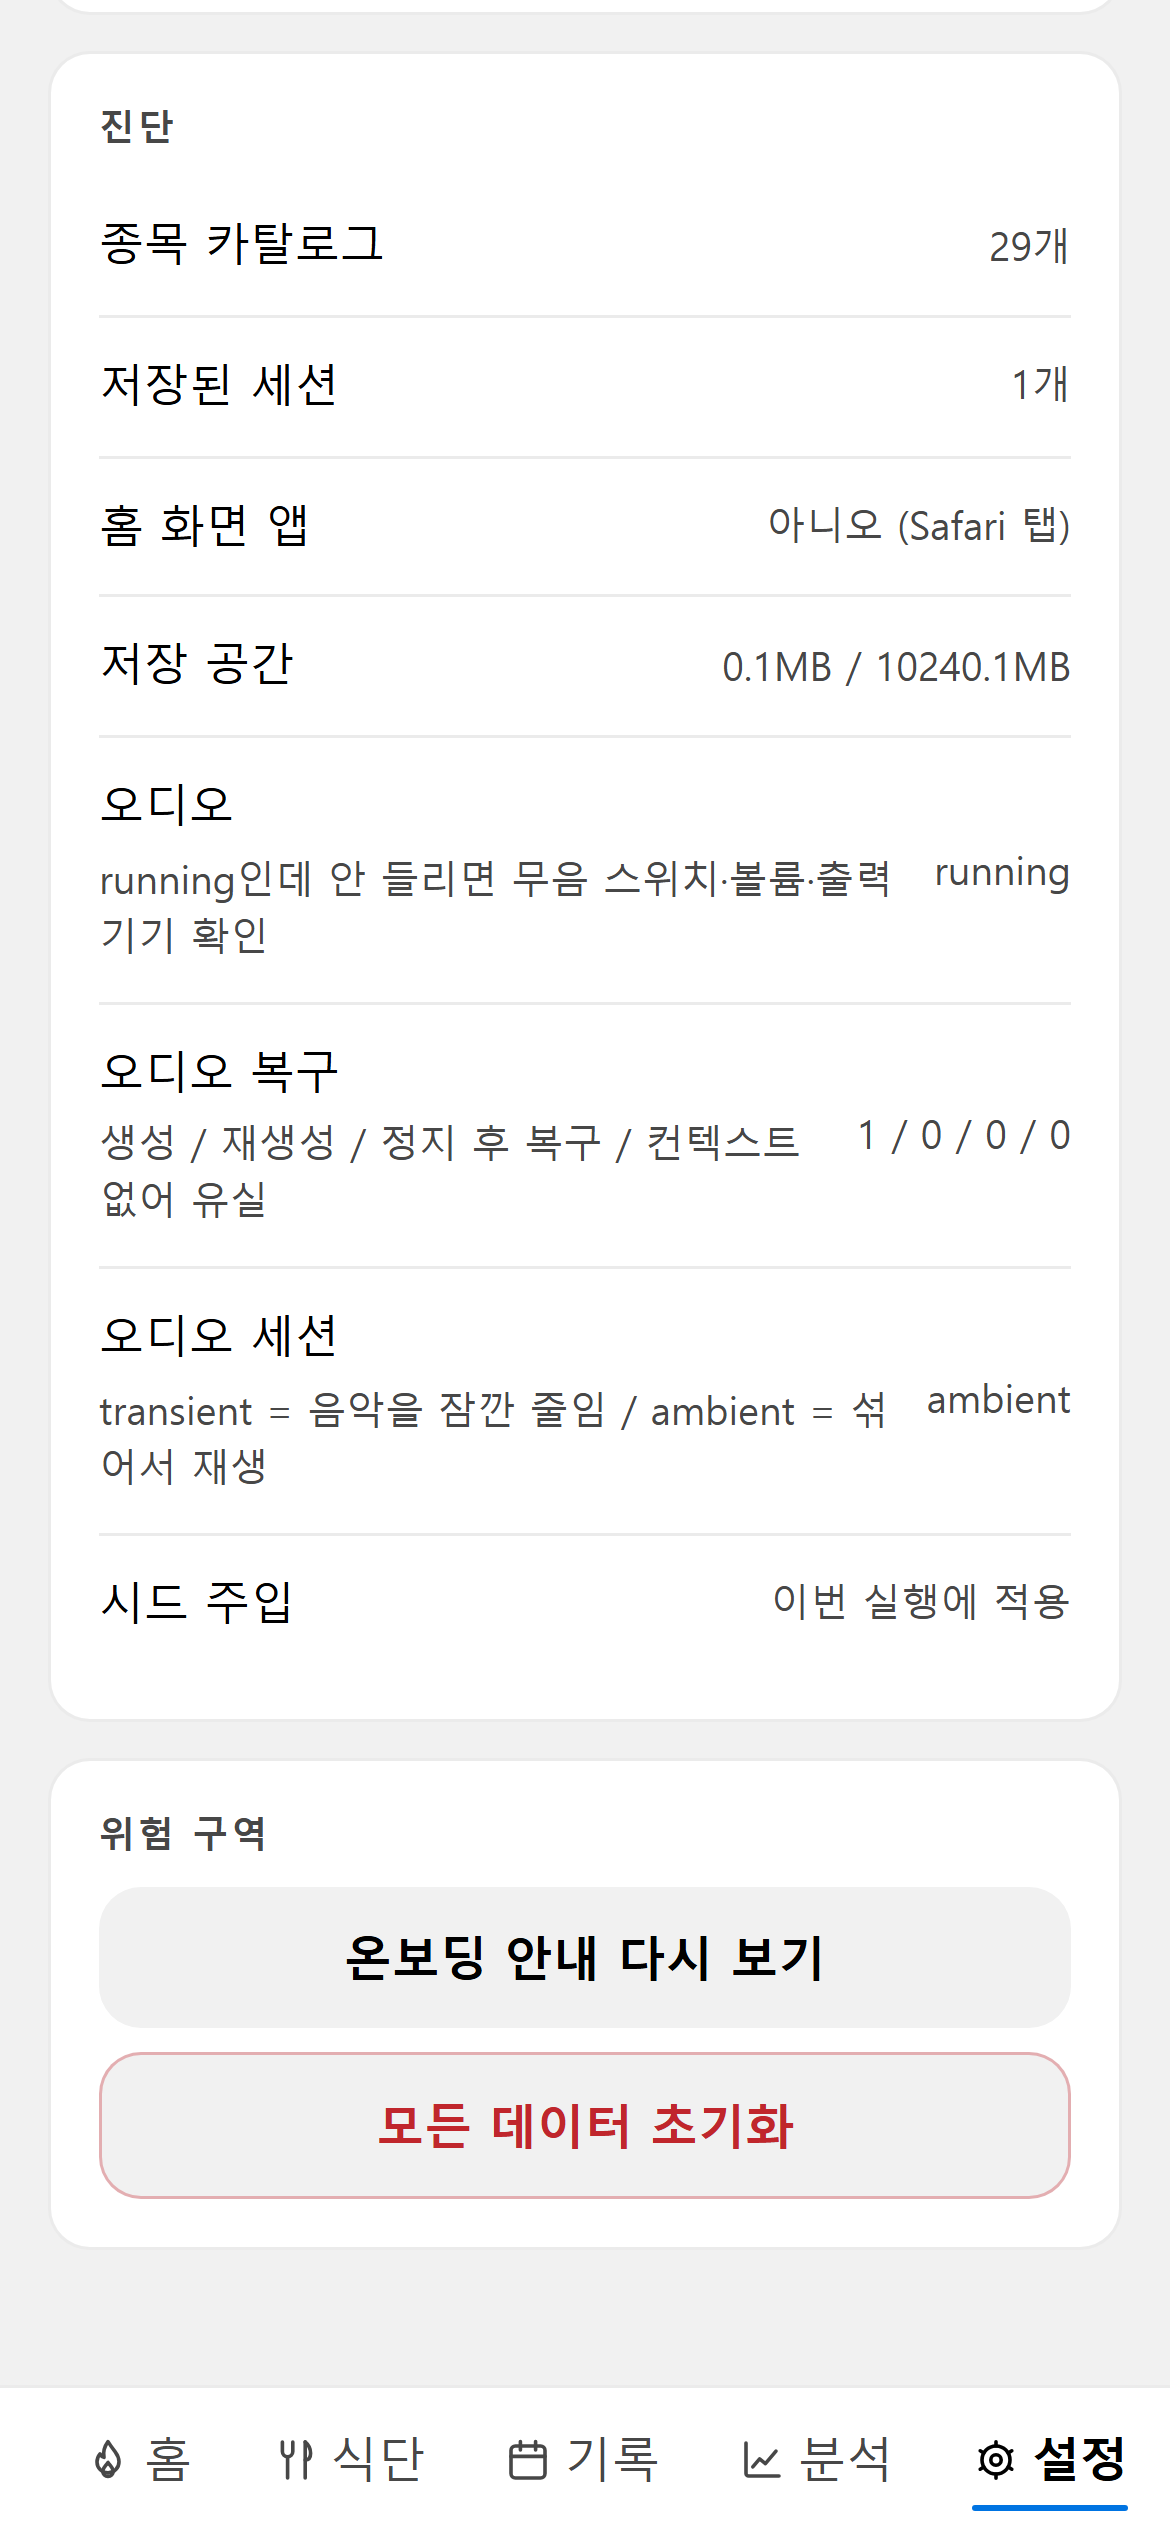 진단
종목 카탈로그 29개
저장된 세션 1개
홈 화면 앱 아니오 (Safari 탭)
저장 공간 0.1MB / 10240.1MB
오디오
running인데 안 들리면 무음 스위치·볼륨·출력 running
기기 확인
오디오 복구
생성 / 재생성 / 정지 후 복구 / 컨텍스트 1 / 0 / 0 / 0
없어 유실
오디오 세션
transient = 음악을 잠깐 줄임 / ambient = 섞 ambient
어서 재생
시드 주입 이번 실행에 적용
위험 구역
온보딩 안내 다시 보기
모든 데이터 초기화
홈 식단 기록 분석 설정